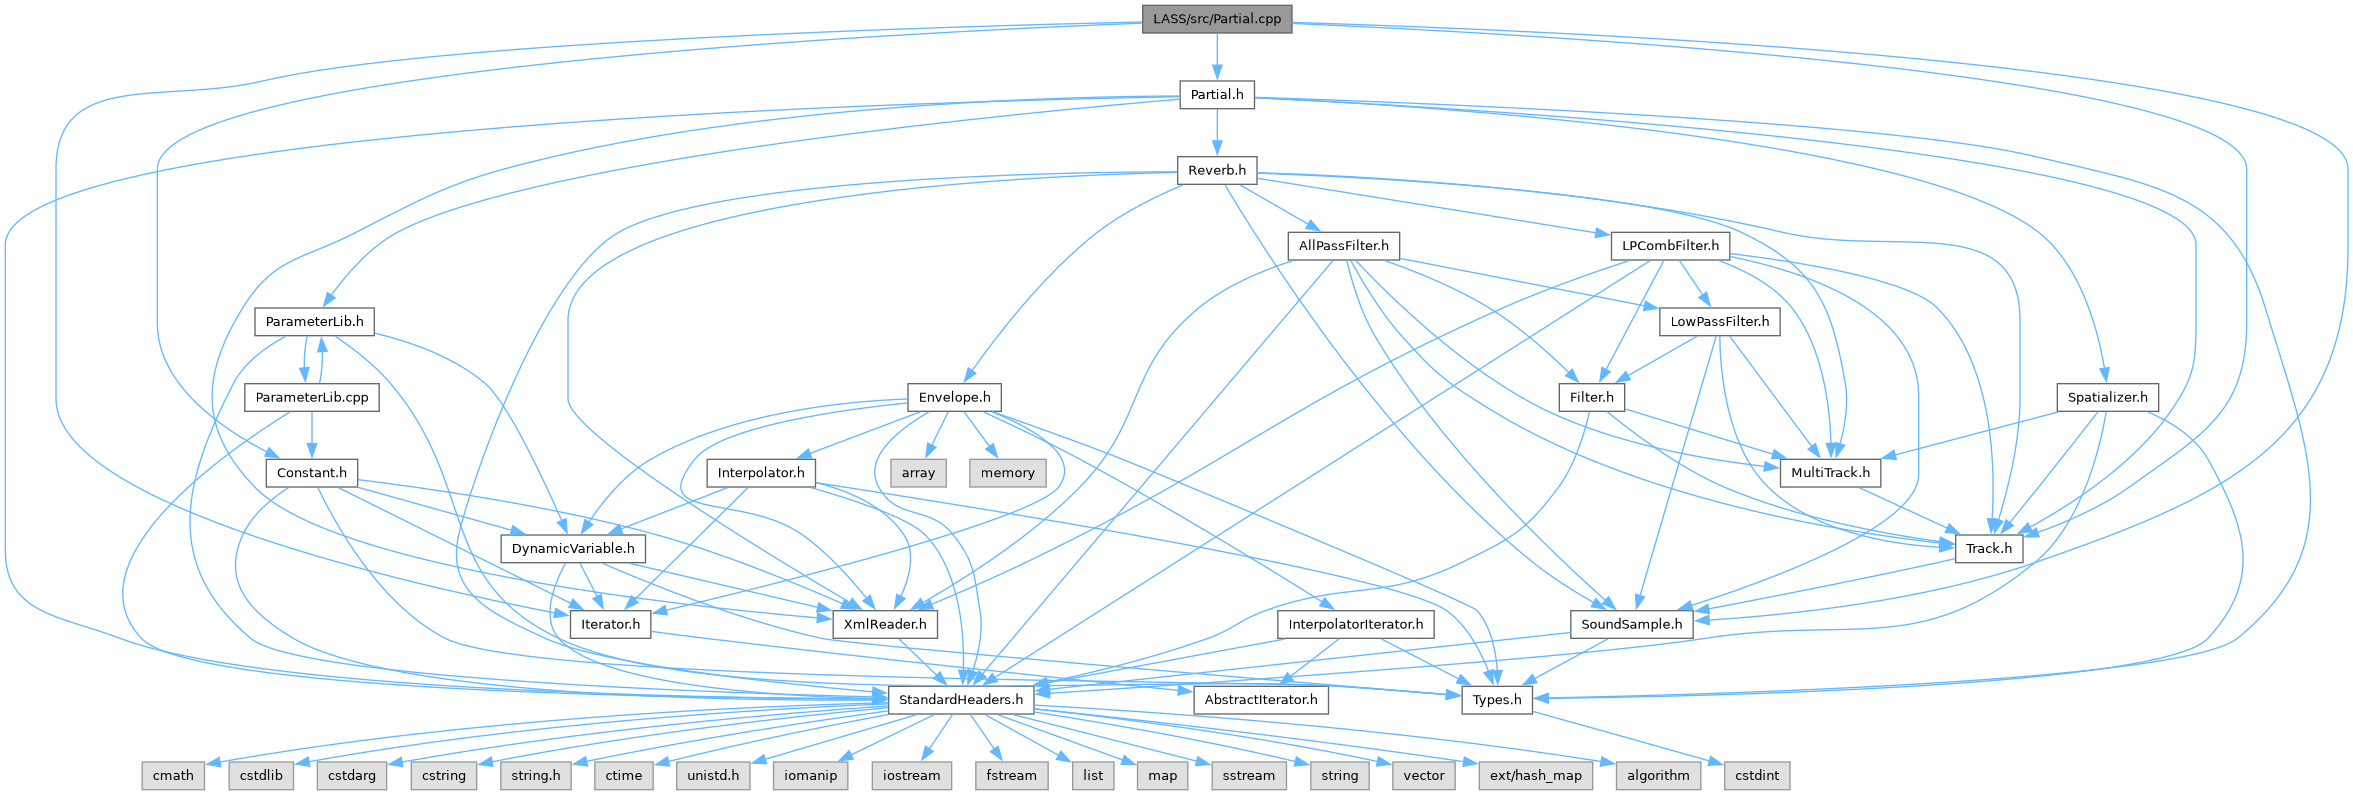 LASS/src/Partial.cpp
Partial.h
Reverb.h
AllPassFilter.h
LPCombFilter.h
ParameterLib.h
LowPassFilter.h
ParameterLib.cpp
Envelope.h
Filter.h
Spatializer.h
Constant.h
Interpolator.h
array
memory
MultiTrack.h
DynamicVariable.h
Track.h
Iterator.h
XmlReader.h
InterpolatorIterator.h
SoundSample.h
StandardHeaders.h
AbstractIterator.h
Types.h
cmath
cstdlib
cstdarg
cstring
string.h
ctime
unistd.h
iomanip
iostream
fstream
list
map
sstream
string
vector
ext/hash_map
algorithm
cstdint